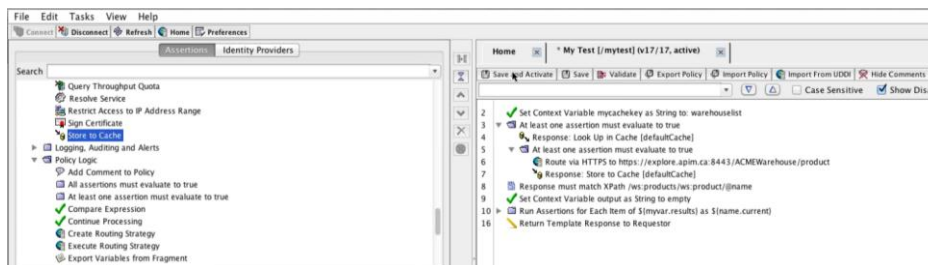 File Edit Tasks View Help
Connect Disconnect Refresh Home Preferences
Assertions Identity Providers
Search
Query Throughput Quota
Resolve Service
Restrict Access to IP Address Range
Sign Certificate
Store to Cache
Logging, Auditing and Alerts
Policy Logic
Add Comment to Policy
All assertions must evaluate to true
At least one assertion must evaluate to true
Compare Expression
Continue Processing
Create Routing Strategy
Execute Routing Strategy
Export Variables from Fragment
Home * My Test [/mytest] (v17/17, active)
Save and Activate Save Validate Export Policy Import Policy Import From UDDI Hide Comments
Case Sensitive Show Dis
2 Set Context Variable mycachekey as String to: warehouselist
3 At least one assertion must evaluate to true
4 Response: Look Up in Cache [defaultCache]
5 At least one assertion must evaluate to true
6 Route via HTTPS to https://explore.apim.ca:8443/ACMEWarehouse/product
7 Response: Store to Cache [defaultCache]
8 Response must match XPath /ws:products/ws:product/@name
9 Set Context Variable output as String to empty
10 Run Assertions for Each Item of ${myvar.results} as ${name.current}
16 Return Template Response to Requestor